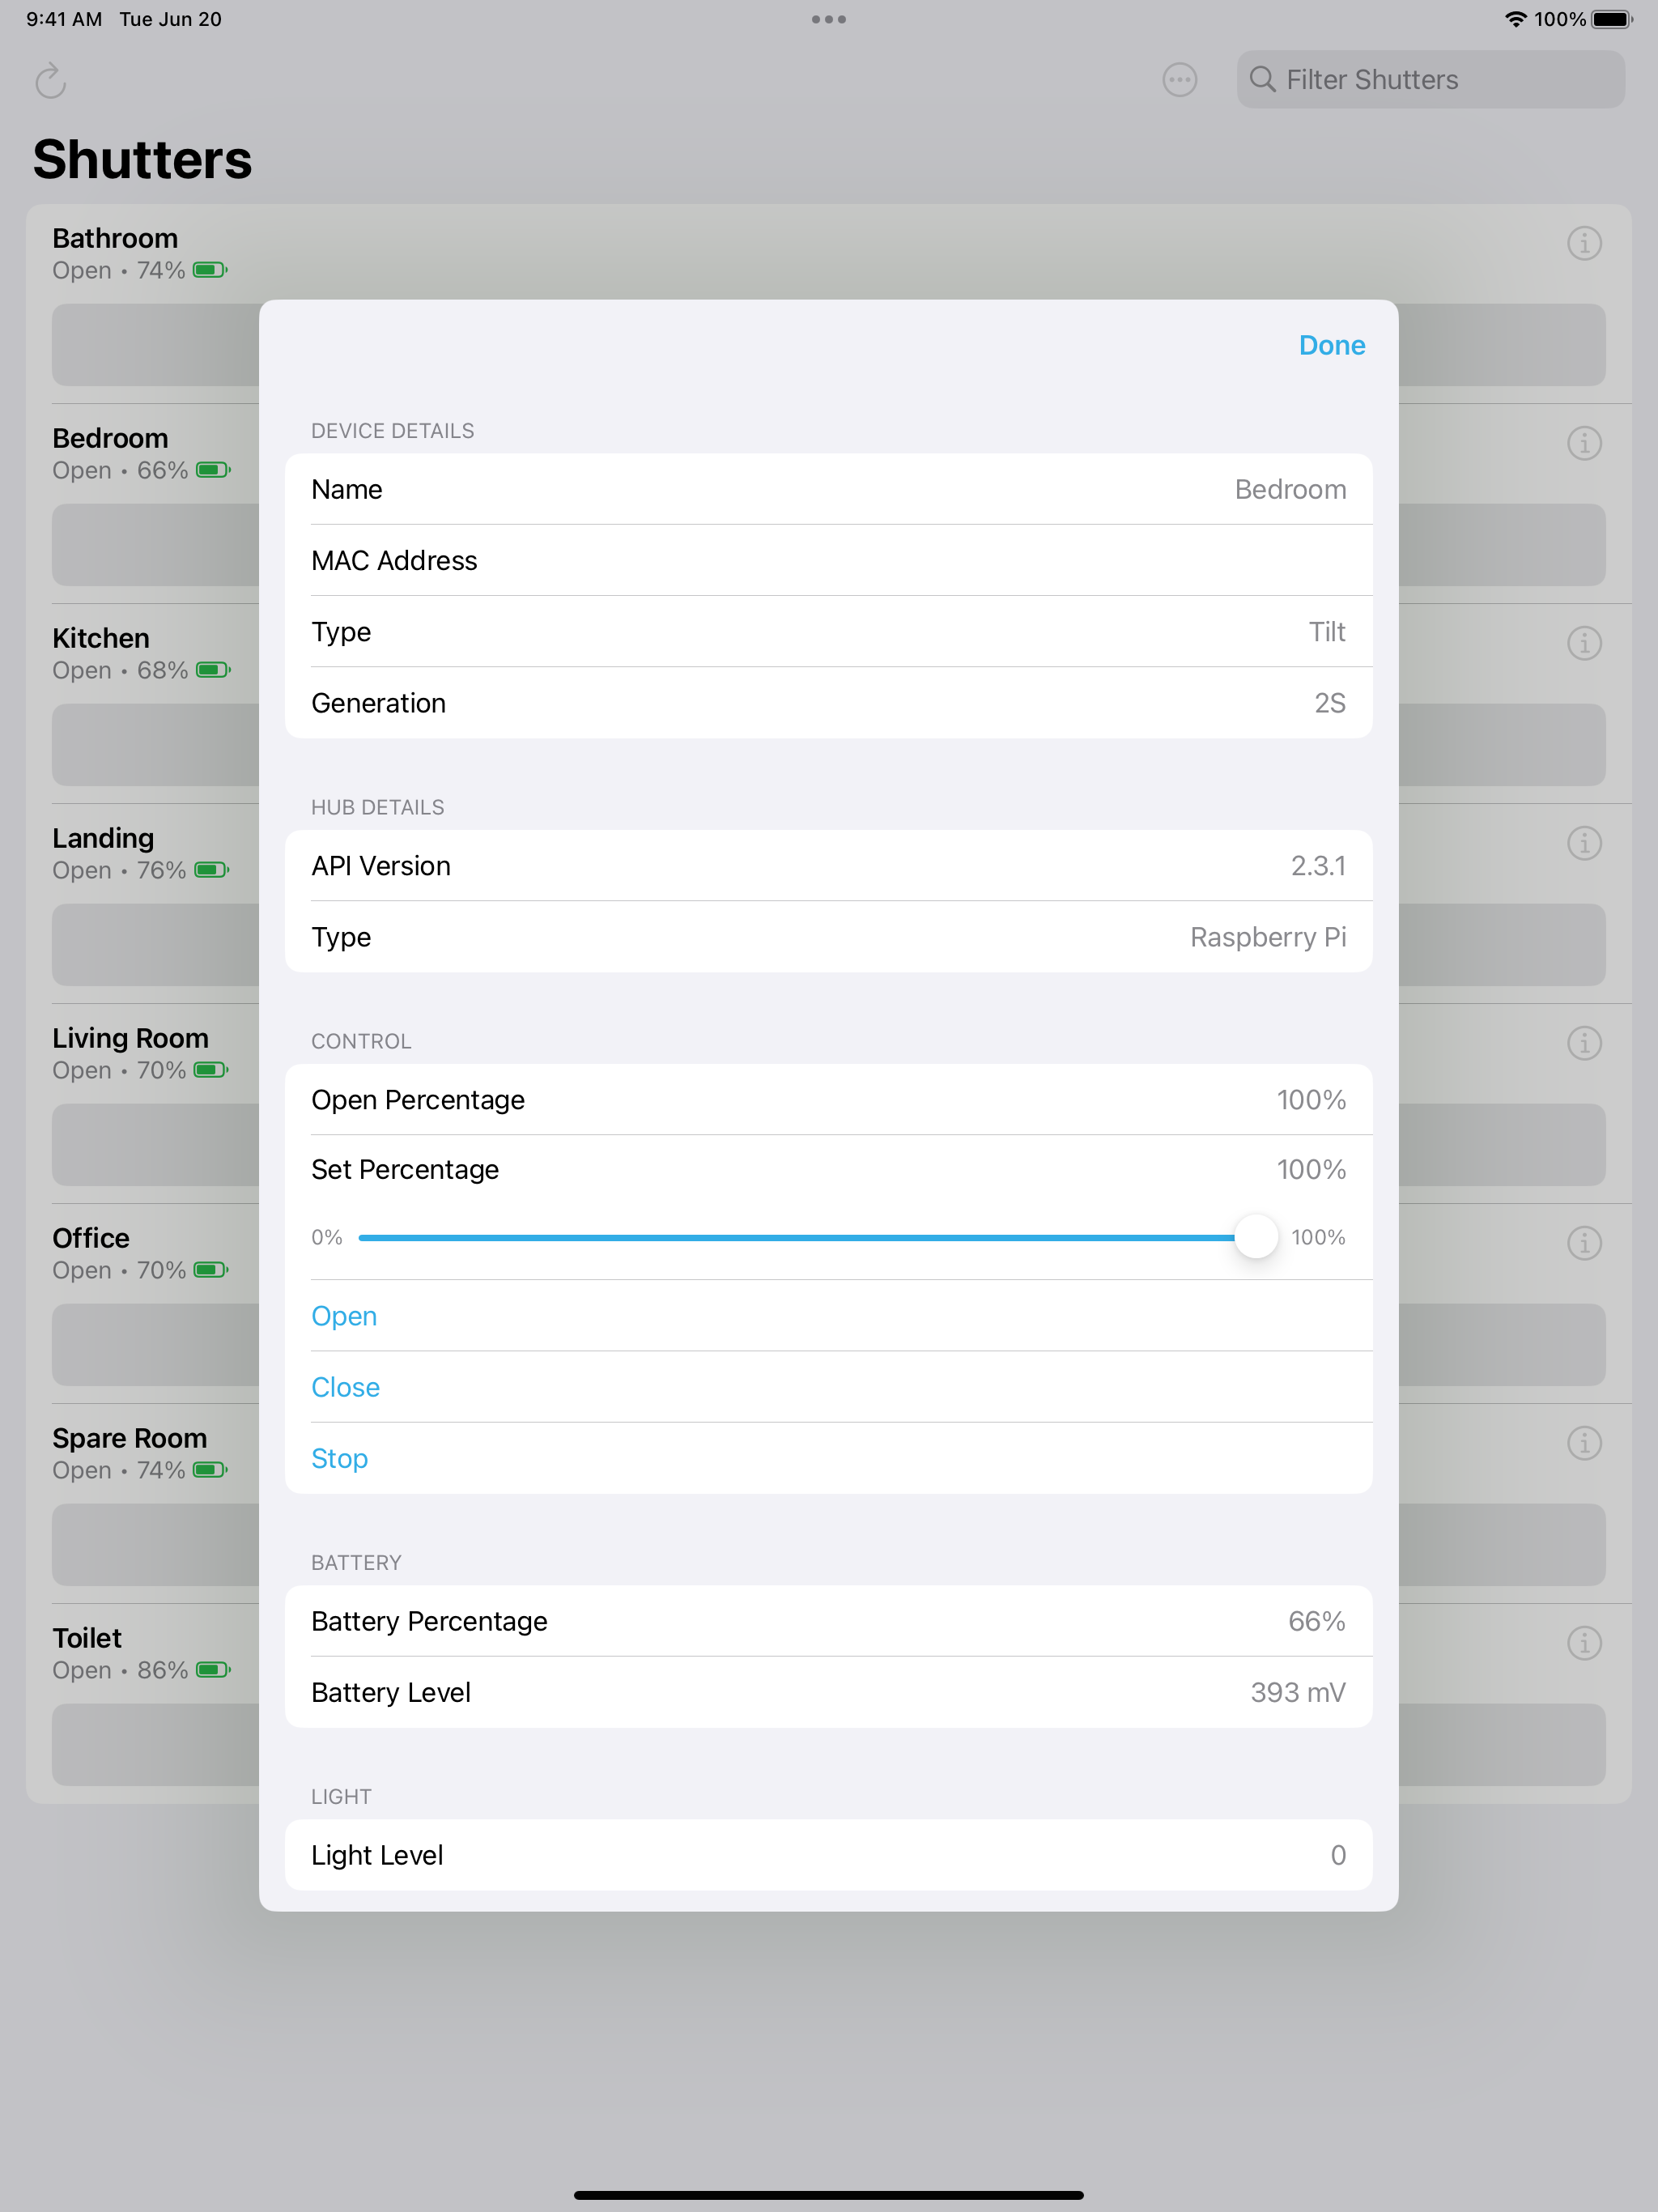 9:41 AM Tue Jun 20
100%
Filter Shutters
Shutters
Bathroom
Open • 74%
Bedroom
Open • 66%
Kitchen
Open • 68%
Landing
Open • 76%
Living Room
Open • 70%
Office
Open • 70%
Spare Room
Open • 74%
Toilet
Open • 86%
Done
DEVICE DETAILS
Name Bedroom
MAC Address
Type Tilt
Generation 2S
HUB DETAILS
API Version 2.3.1
Type Raspberry Pi
CONTROL
Open Percentage 100%
Set Percentage 100%
0% 100%
Open
Close
Stop
BATTERY
Battery Percentage 66%
Battery Level 393 mV
LIGHT
Light Level 0